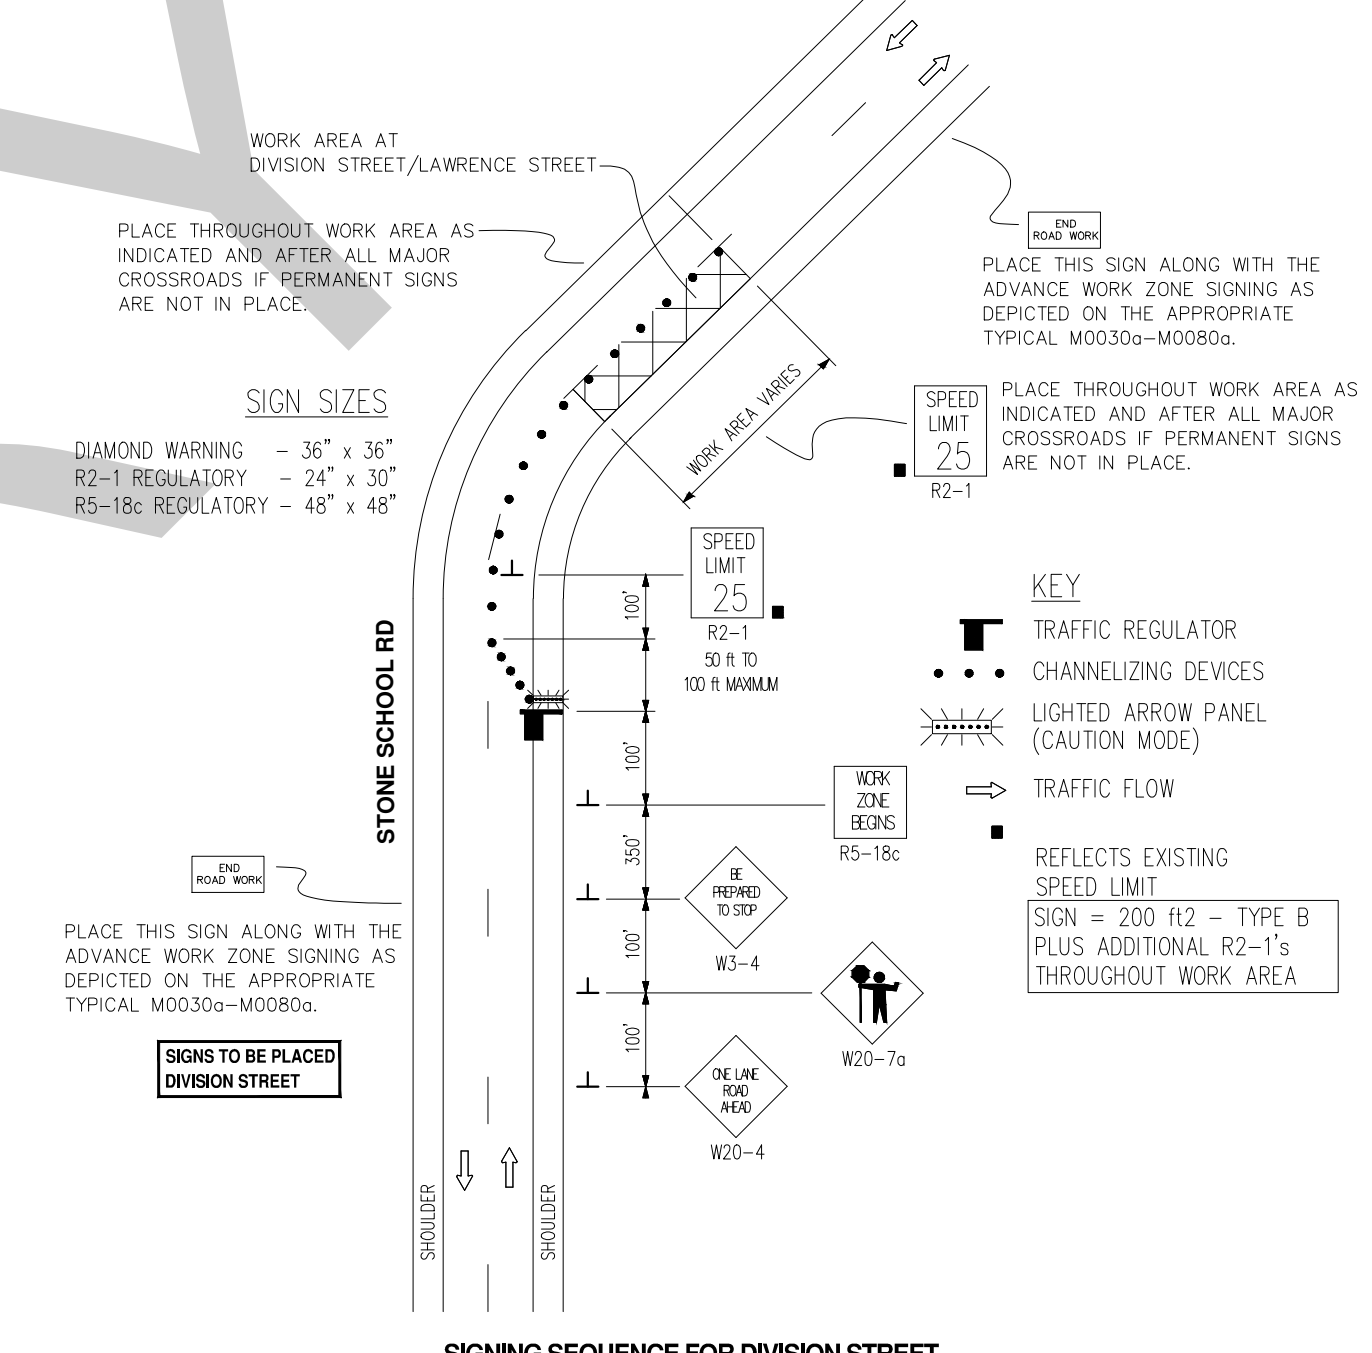 WORK AREA AT
DIVISION STREET/LAWRENCE STREET
PLACE THROUGHOUT WORK AREA AS
INDICATED AND AFTER ALL MAJOR
CROSSROADS IF PERMANENT SIGNS
ARE NOT IN PLACE.
END
ROAD WORK
PLACE THIS SIGN ALONG WITH THE
ADVANCE WORK ZONE SIGNING AS
DEPICTED ON THE APPROPRIATE
TYPICAL M0030a-M0080a.
SIGN SIZES
DIAMOND WARNING - 36" x 36"
R2-1 REGULATORY - 24" x 30"
R5-18c REGULATORY - 48" x 48"
WORK AREA VARIES
SPEED
LIMIT
25
R2-1
PLACE THROUGHOUT WORK AREA AS
INDICATED AND AFTER ALL MAJOR
CROSSROADS IF PERMANENT SIGNS
ARE NOT IN PLACE.
SPEED
LIMIT
25
R2-1
50 ft TO
100 ft MAXIMUM
100'
100'
350'
100'
100'
STONE SCHOOL RD
KEY
TRAFFIC REGULATOR
CHANNELIZING DEVICES
LIGHTED ARROW PANEL
(CAUTION MODE)
TRAFFIC FLOW
REFLECTS EXISTING
SPEED LIMIT
SIGN = 200 ft2 - TYPE B
PLUS ADDITIONAL R2-1's
THROUGHOUT WORK AREA
WORK
ZONE
BEGINS
R5-18c
BE
PREPARED
TO STOP
W3-4
W20-7a
ONE LANE
ROAD
AHEAD
W20-4
END
ROAD WORK
PLACE THIS SIGN ALONG WITH THE
ADVANCE WORK ZONE SIGNING AS
DEPICTED ON THE APPROPRIATE
TYPICAL M0030a-M0080a.
SIGNS TO BE PLACED
DIVISION STREET
SHOULDER
SHOULDER
SIGNING SEQUENCE FOR DIVISION STREET